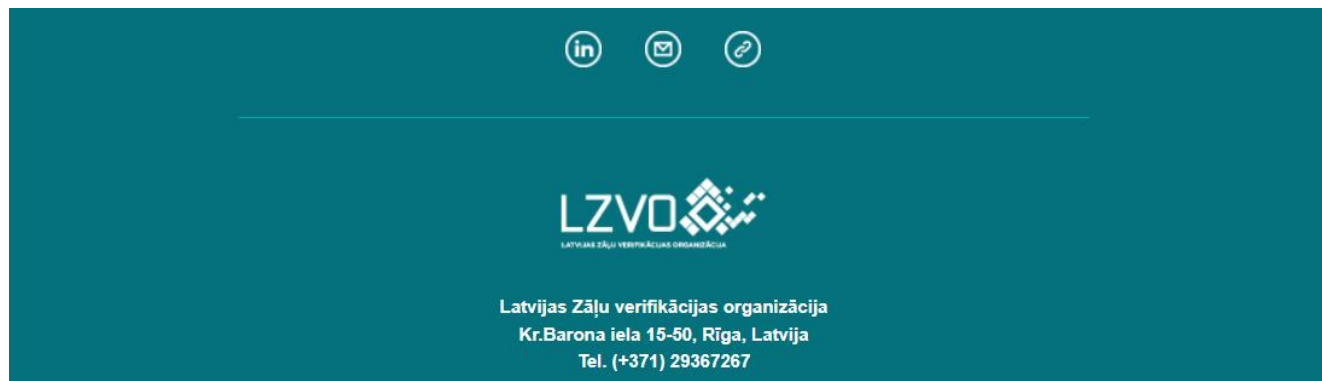 in
LZVO
LATVIJAS ZĀĻU VERIFIKĀCIJAS ORGANIZĀCIJA
Latvijas Zāļu verifikācijas organizācija
Kr.Barona iela 15-50, Rīga, Latvija
Tel. (+371) 29367267